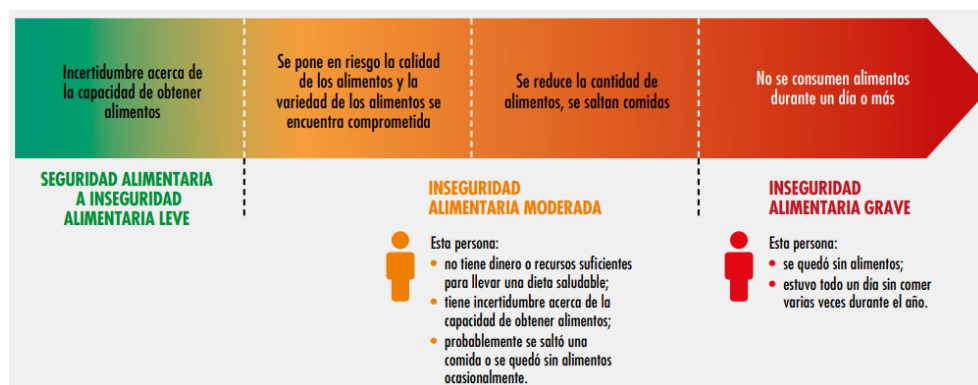 Incertidumbre acerca de
la capacidad de obtener
alimentos
Se pone en riesgo la calidad
de los alimentos y la
variedad de los alimentos se
encuentra comprometida
Se reduce la cantidad de
alimentos, se saltan comidas
No se consumen alimentos
durante un día o más
SEGURIDAD ALIMENTARIA
A INSEGURIDAD
ALIMENTARIA LEVE
INSEGURIDAD
ALIMENTARIA MODERADA
Esta persona:
• no tiene dinero o recursos suficientes
para llevar una dieta saludable;
• tiene incertidumbre acerca de la
capacidad de obtener alimentos;
• probablemente se saltó una
comida o se quedó sin alimentos
ocasionalmente.
INSEGURIDAD
ALIMENTARIA GRAVE
Esta persona:
• se quedó sin alimentos;
• estuvo todo un día sin comer
varias veces durante el año.